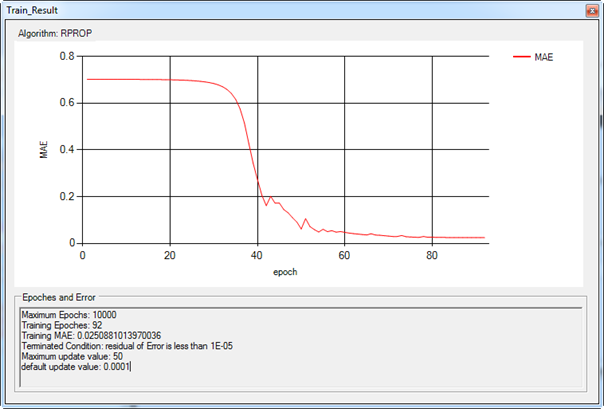 Train_Result
Algorithm: RPROP
0.8
0.6
0.4
0.2
0
MAE
0
20
40
60
80
epoch
MAE
Epoches and Error
Maximum Epochs: 10000
Training Epoches: 92
Training MAE: 0.0250881013970036
Terminated Condition: residual of Error is less than 1E-05
Maximum update value: 50
default update value: 0.0001